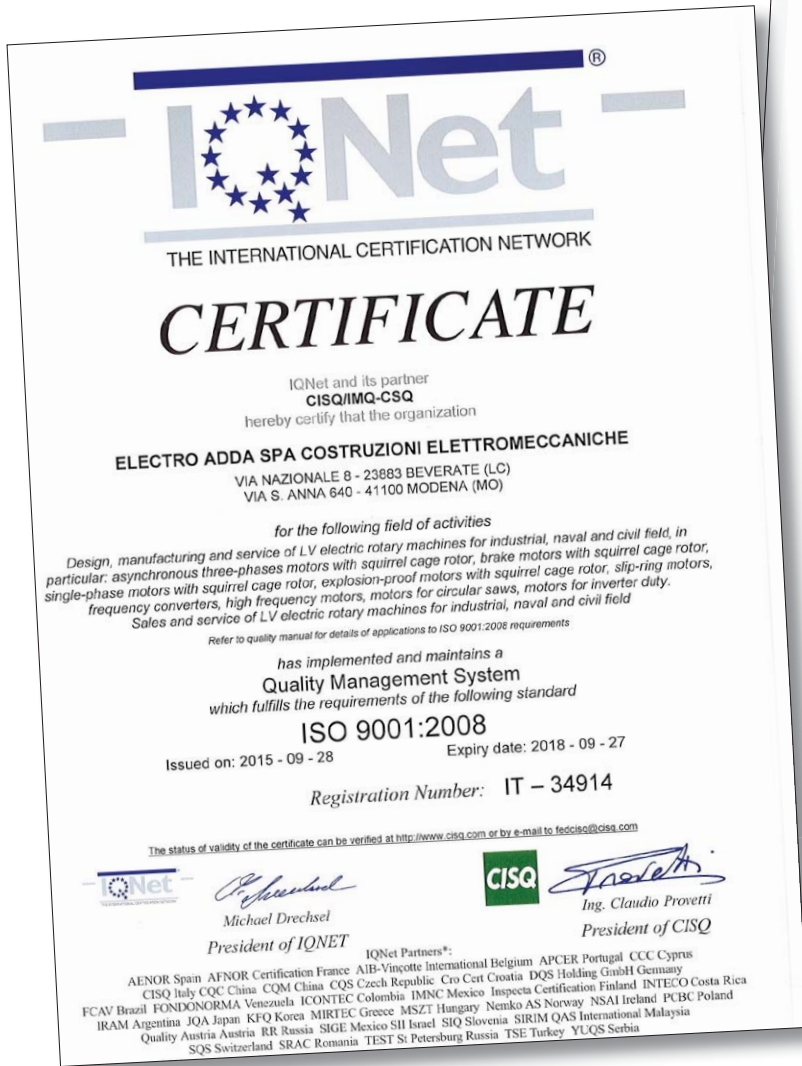 ®
IQNet
THE INTERNATIONAL CERTIFICATION NETWORK
CERTIFICATE
IQNet and its partner
CISQ/IMQ-CSQ
hereby certify that the organization
ELECTRO ADDA SPA COSTRUZIONI ELETTROMECCANICHE
VIA NAZIONALE 8 - 23883 BEVERATE (LC)
VIA S. ANNA 640 - 41100 MODENA (MO)
for the following field of activities
Design, manufacturing and service of LV electric rotary machines for industrial, naval and civil field, in
particular: asynchronous three-phases motors with squirrel cage rotor, brake motors with squirrel cage rotor,
single-phase motors with squirrel cage rotor, explosion-proof motors with squirrel cage rotor, slip-ring motors,
frequency converters, high frequency motors, motors for circular saws, motors for inverter duty.
Sales and service of LV electric rotary machines for industrial, naval and civil field
Refer to quality manual for details of applications to ISO 9001:2008 requirements
has implemented and maintains a
Quality Management System
which fulfills the requirements of the following standard
ISO 9001:2008
Issued on: 2015 - 09 - 28 Expiry date: 2018 - 09 - 27
Registration Number: IT – 34914
The status of validity of the certificate can be verified at http://www.cisq.com or by e-mail to fedcisq@cisq.com
IQNet
THE INTERNATIONAL CERTIFICATION NETWORK
CISQ
Michael Drechsel
President of IQNET
Ing. Claudio Provetti
President of CISQ
IQNet Partners*:
AENOR Spain AFNOR Certification France AIB-Vinçotte International Belgium APCER Portugal CCC Cyprus
CISQ Italy CQC China CQM China CQS Czech Republic Cro Cert Croatia DQS Holding GmbH Germany
FCAV Brazil FONDONORMA Venezuela ICONTEC Colombia IMNC Mexico Inspecta Certification Finland INTECO Costa Rica
IRAM Argentina JQA Japan KFQ Korea MIRTEC Greece MSZT Hungary Nemko AS Norway NSAI Ireland PCBC Poland
Quality Austria Austria RR Russia SIGE Mexico SII Israel SIQ Slovenia SIRIM QAS International Malaysia
SQS Switzerland SRAC Romania TEST St Petersburg Russia TSE Turkey YUQS Serbia